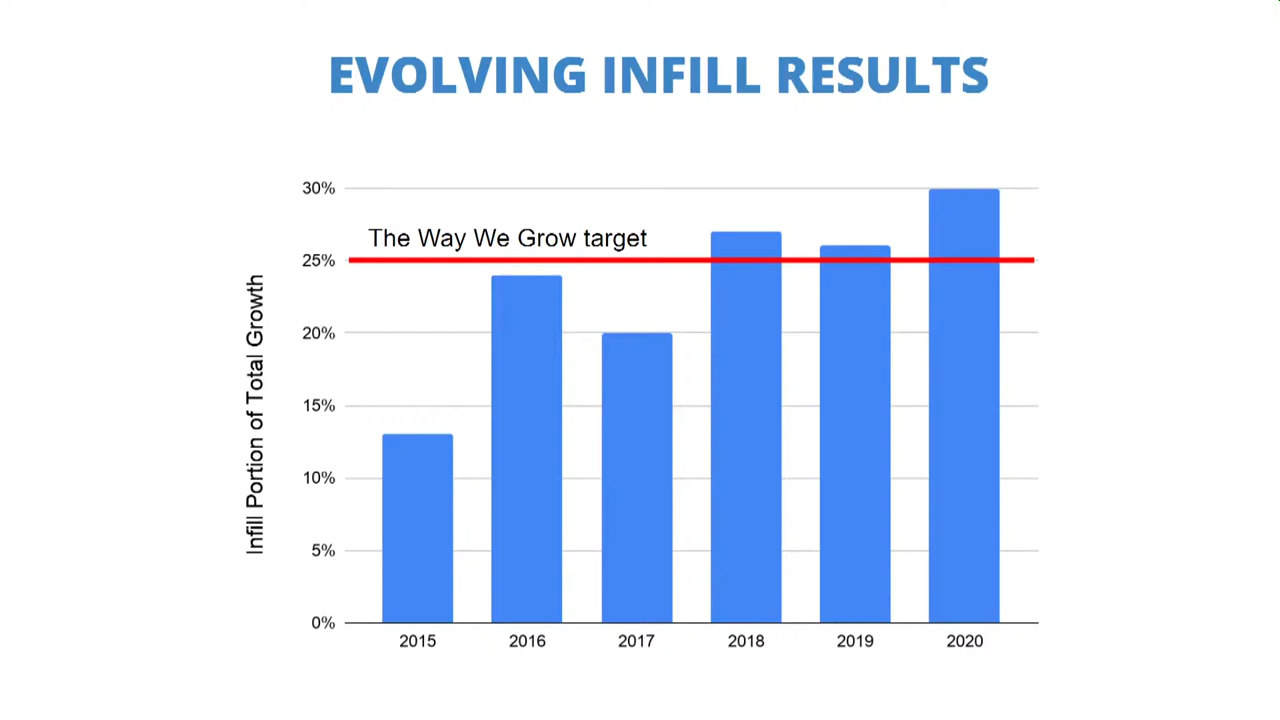 EVOLVING INFILL RESULTS
30%
The Way We Grow target
25%
20%
15%
10%
5%
0%
Infill Portion of Total Growth
2015 2016 2017 2018 2019 2020